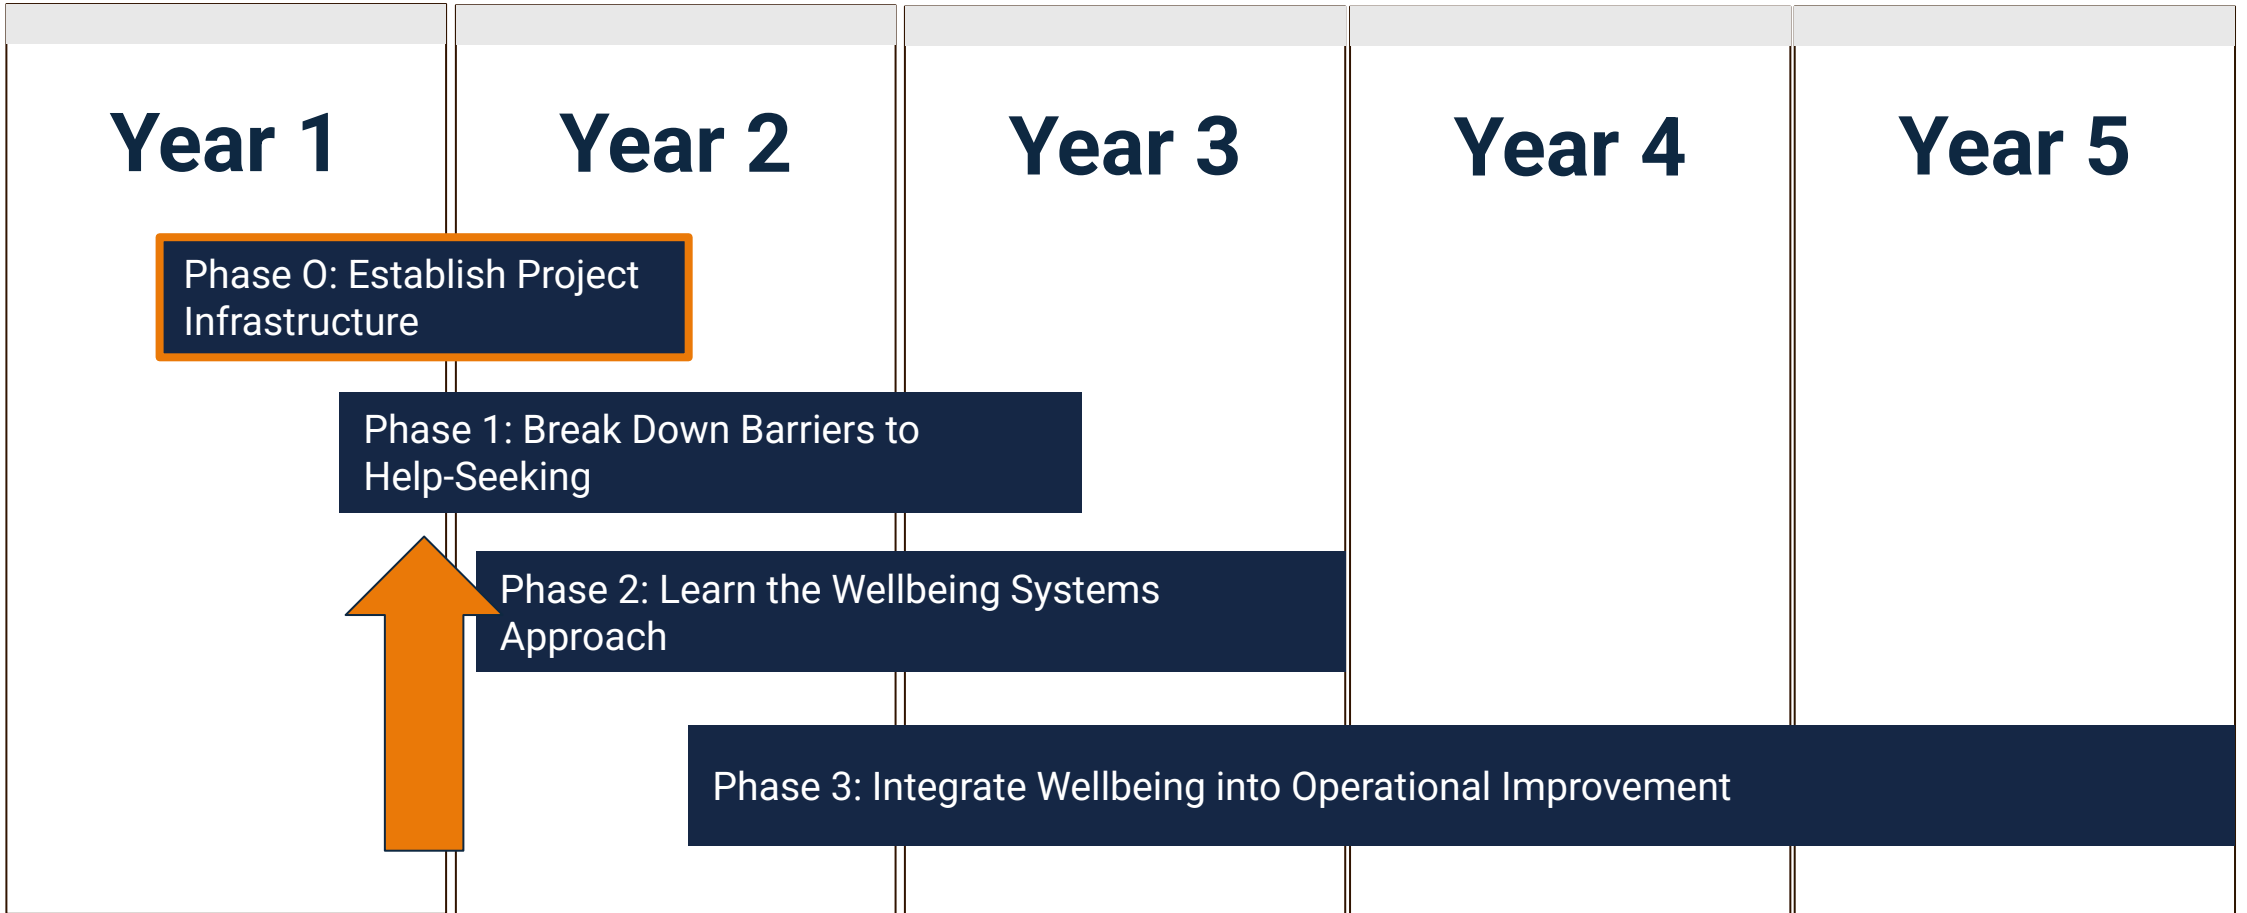 Year 1
Year 2
Year 3
Year 4
Year 5
Phase O: Establish Project
Infrastructure
Phase 1: Break Down Barriers to
Help-Seeking
Phase 2: Learn the Wellbeing Systems
Approach
Phase 3: Integrate Wellbeing into Operational Improvement